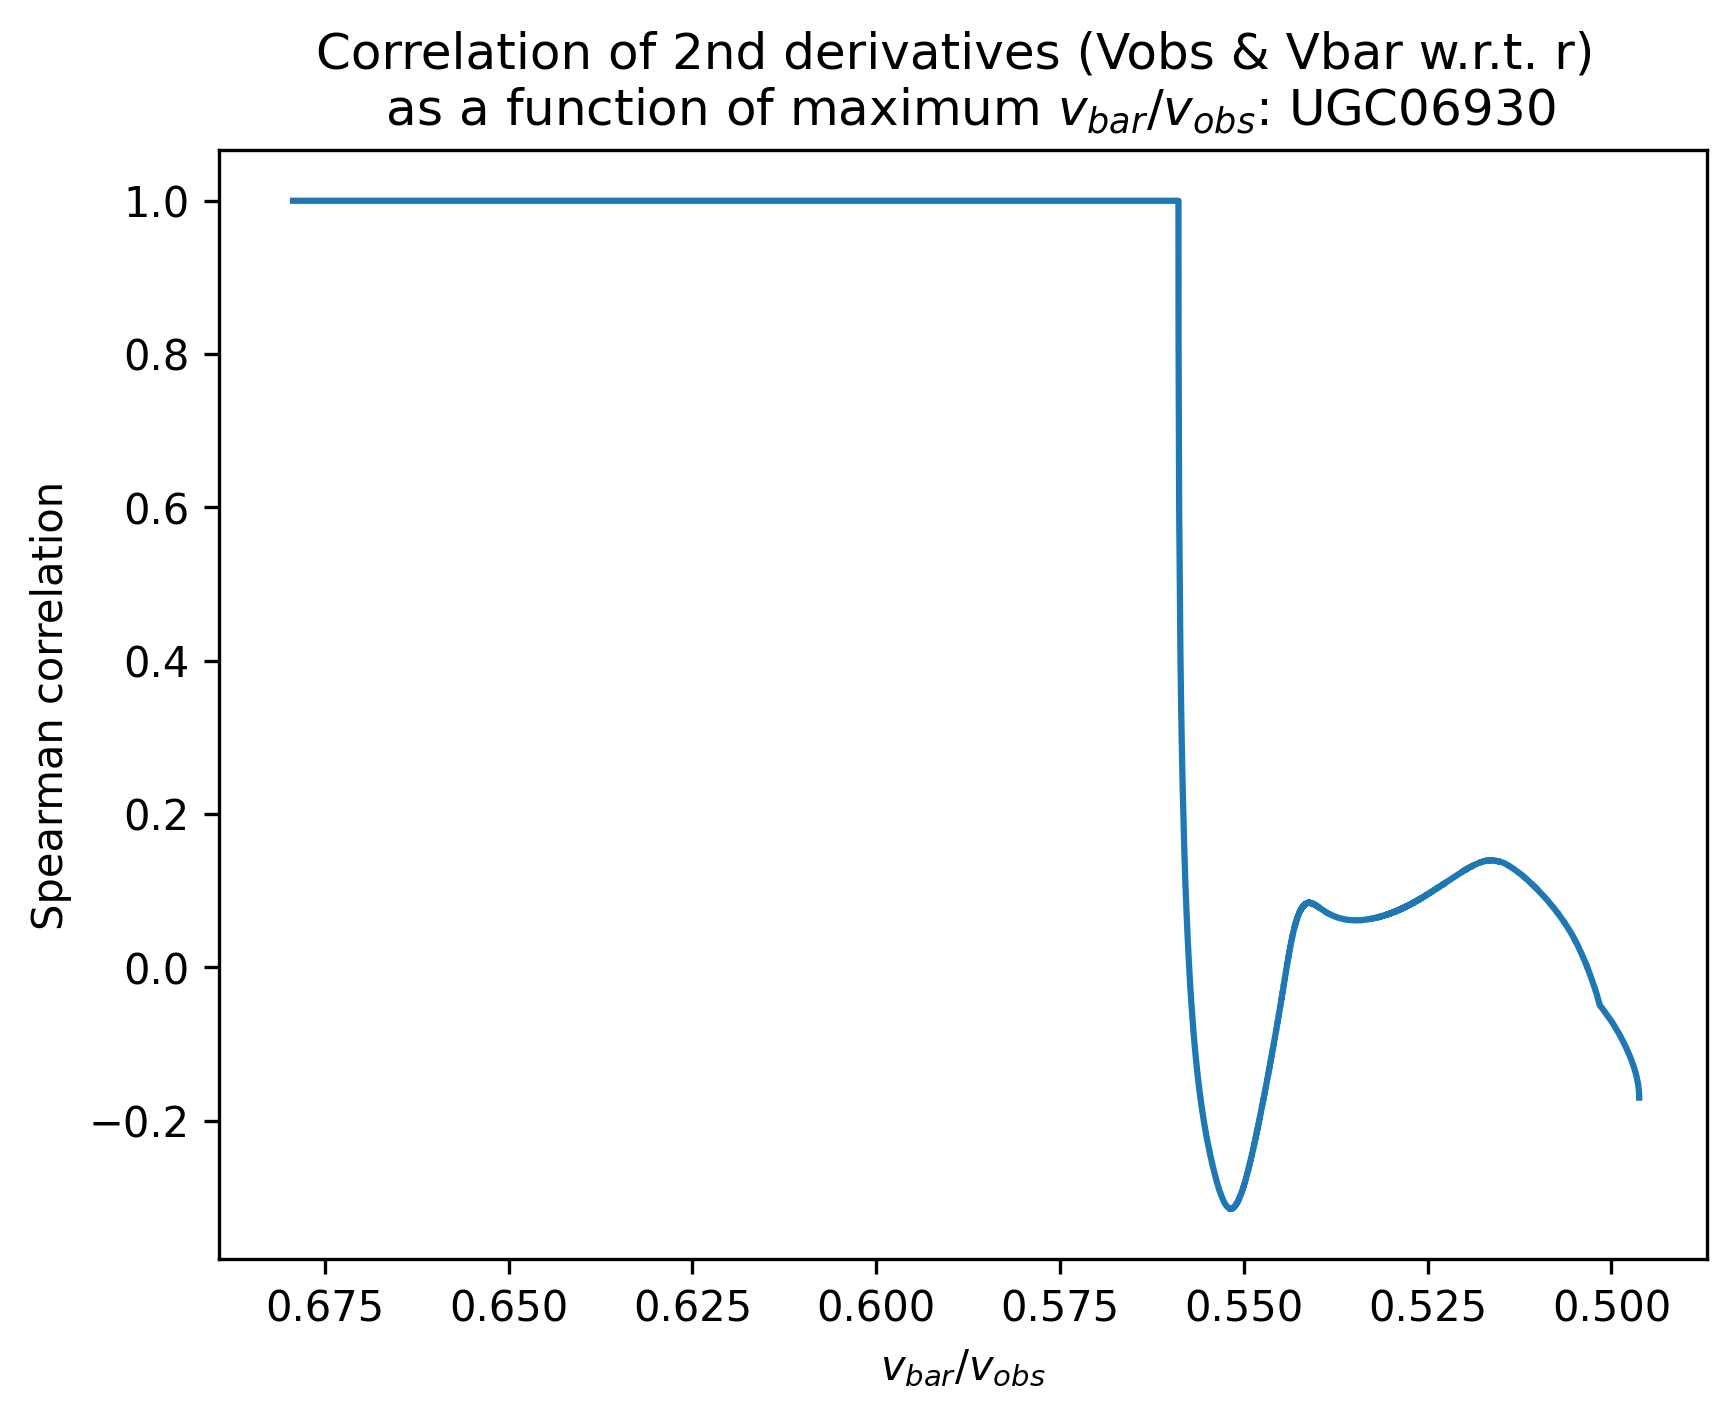 Correlation of 2nd derivatives (Vobs & Vbar w.r.t. r)
as a function of maximum v_bar/v_obs: UGC06930
1.0
0.8
0.6
0.4
0.2
0.0
−0.2
Spearman correlation
0.675 0.650 0.625 0.600 0.575 0.550 0.525 0.500
v_bar/v_obs